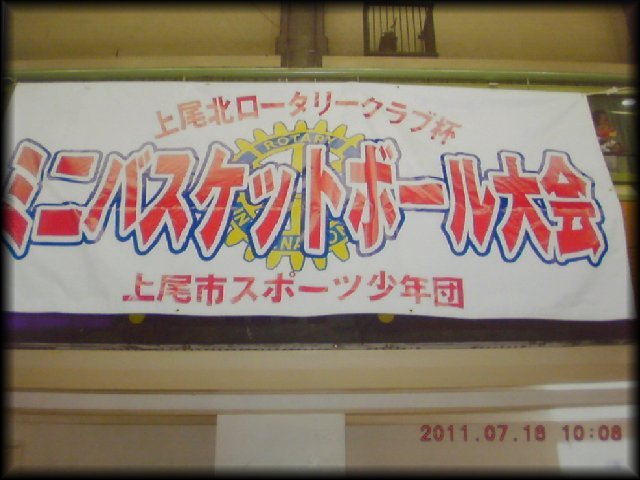 上尾北ロータリークラブ杯
ROTARY
ミニバスケットボール大会
上尾市スポーツ少年団
2011.07.18 10:08